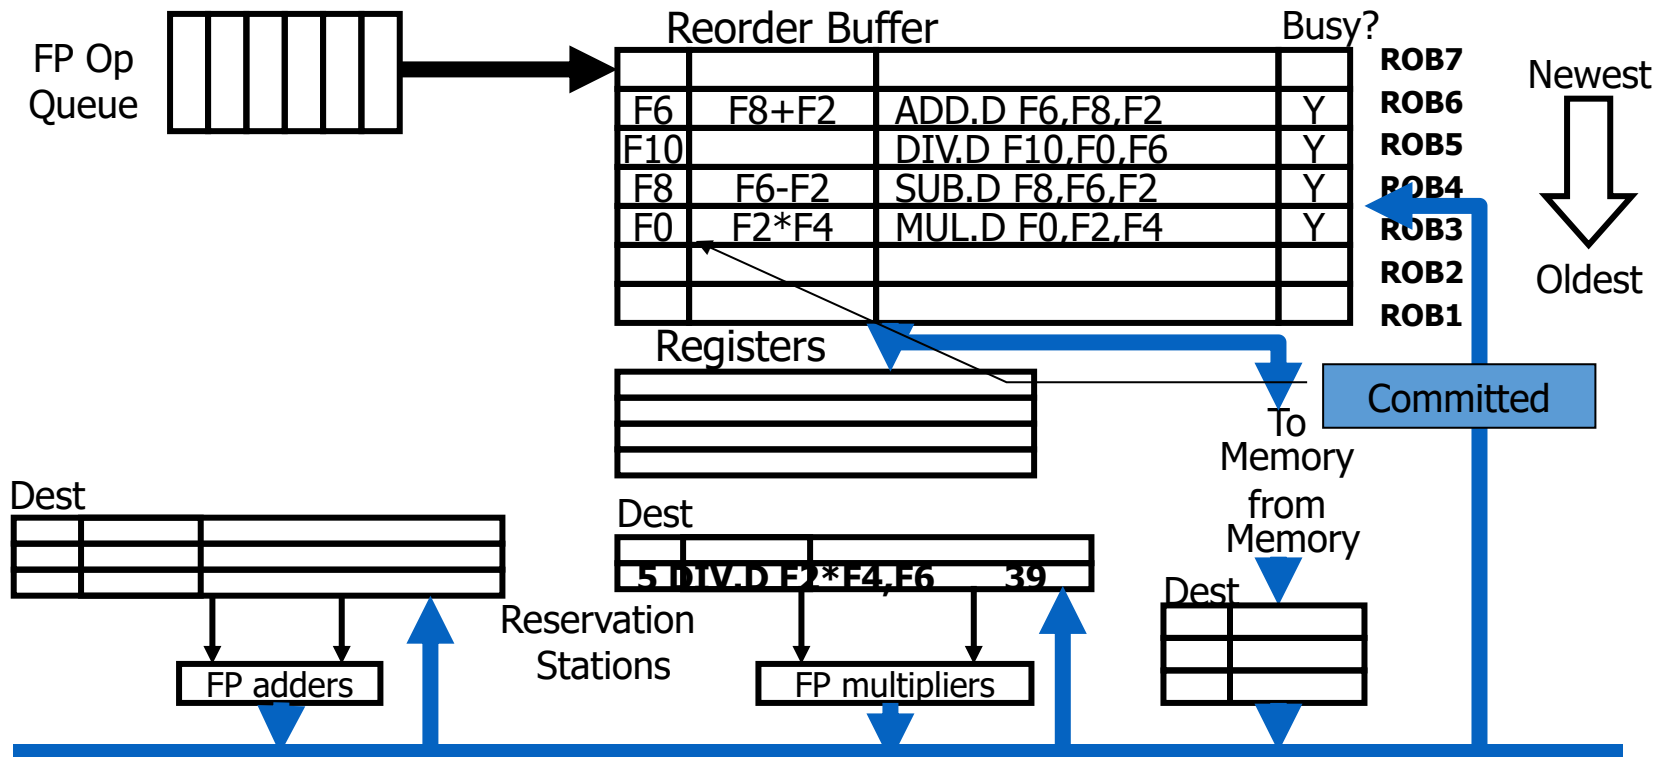 Reorder Buffer
Busy?
FP Op
Queue
ROB7
F6 F8+F2 ADD.D F6,F8,F2 Y ROB6
F10 DIV.D F10,F0,F6 Y ROB5
F8 F6-F2 SUB.D F8,F6,F2 Y ROB4
F0 F2*F4 MUL.D F0,F2,F4 Y ROB3
ROB2
ROB1
Newest
Oldest
Registers
Committed
To
Memory
from
Memory
Dest
Dest
5 DIV.D F2*F4,F6 39
Dest
Reservation
Stations
FP adders
FP multipliers